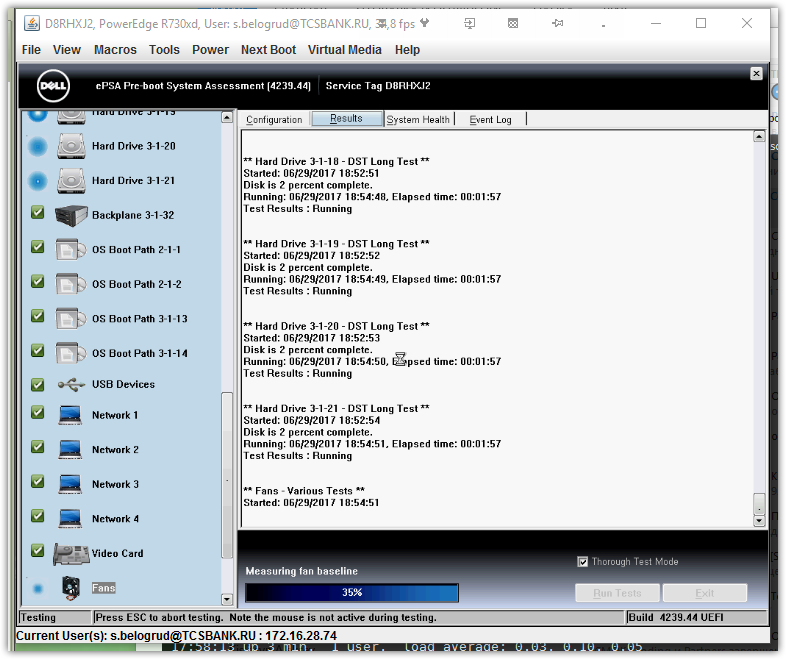 D8RHXJ2, PowerEdge R730xd, User: s.belogrud@TCSBANK.RU, 34,8 fps
File View Macros Tools Power Next Boot Virtual Media Help
DELL ePSA Pre-boot System Assessment (4239.44) Service Tag D8RHXJ2
Hard Drive 3-1-19
Hard Drive 3-1-20
Hard Drive 3-1-21
Backplane 3-1-32
OS Boot Path 2-1-1
OS Boot Path 2-1-2
OS Boot Path 3-1-13
OS Boot Path 3-1-14
USB Devices
Network 1
Network 2
Network 3
Network 4
Video Card
Fans
Configuration Results System Health Event Log
** Hard Drive 3-1-18 - DST Long Test **
Started: 06/29/2017 18:52:51
Disk is 2 percent complete.
Running: 06/29/2017 18:54:48, Elapsed time: 00:01:57
Test Results : Running
** Hard Drive 3-1-19 - DST Long Test **
Started: 06/29/2017 18:52:52
Disk is 2 percent complete.
Running: 06/29/2017 18:54:49, Elapsed time: 00:01:57
Test Results : Running
** Hard Drive 3-1-20 - DST Long Test **
Started: 06/29/2017 18:52:53
Disk is 2 percent complete.
Running: 06/29/2017 18:54:50, Elapsed time: 00:01:57
Test Results : Running
** Hard Drive 3-1-21 - DST Long Test **
Started: 06/29/2017 18:52:54
Disk is 2 percent complete.
Running: 06/29/2017 18:54:51, Elapsed time: 00:01:57
Test Results : Running
** Fans - Various Tests **
Started: 06/29/2017 18:54:51
Measuring fan baseline
35%
Thorough Test Mode
Run Tests Exit
Testing Press ESC to abort testing. Note the mouse is not active during testing. Build 4239.44 UEFI
Current User(s): s.belogrud@TCSBANK.RU : 172.16.28.74
17:58:13 up 3 min, 1 user, load average: 0.03, 0.10, 0.05